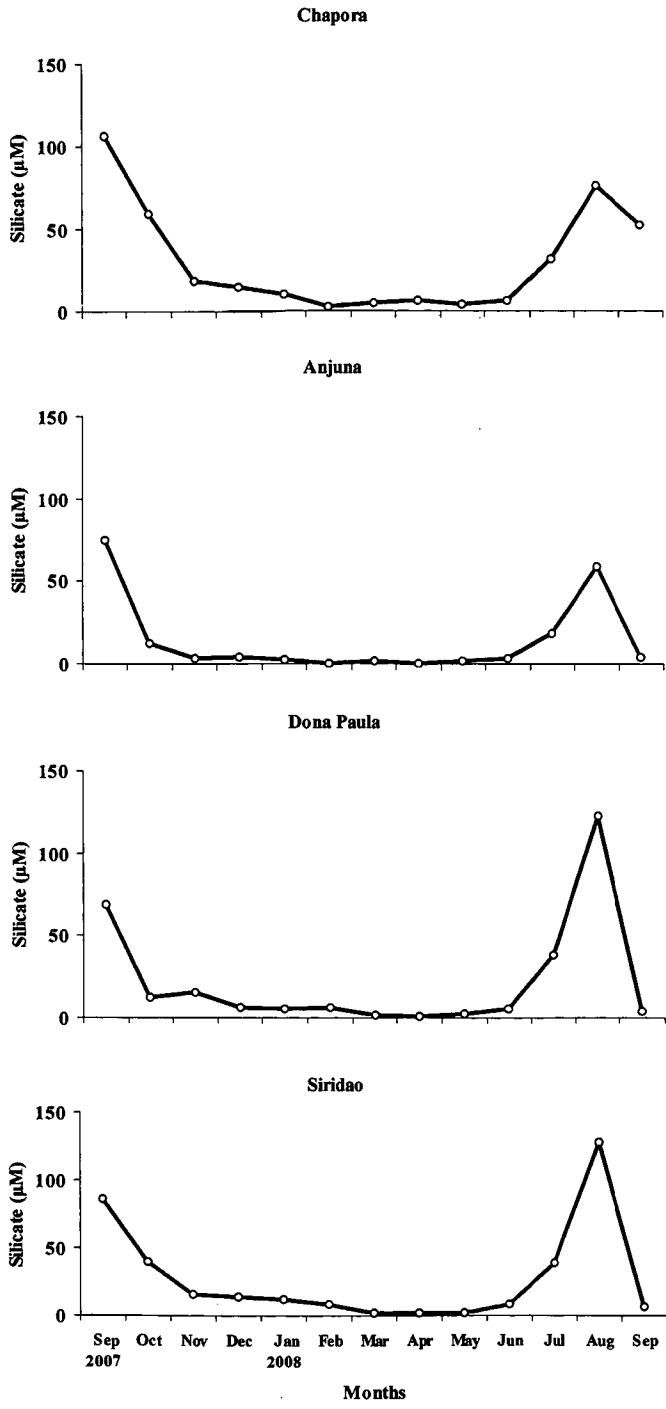 Chapora
150
100
50
0
Silicate (µM)
Anjuna
150
100
50
0
Silicate (µM)
Dona Paula
150
100
50
0
Silicate (µM)
Siridao
150
100
50
0
Silicate (µM)
Sep Oct Nov Dec Jan Feb Mar Apr May Jun Jul Aug Sep
2007 2008
Months